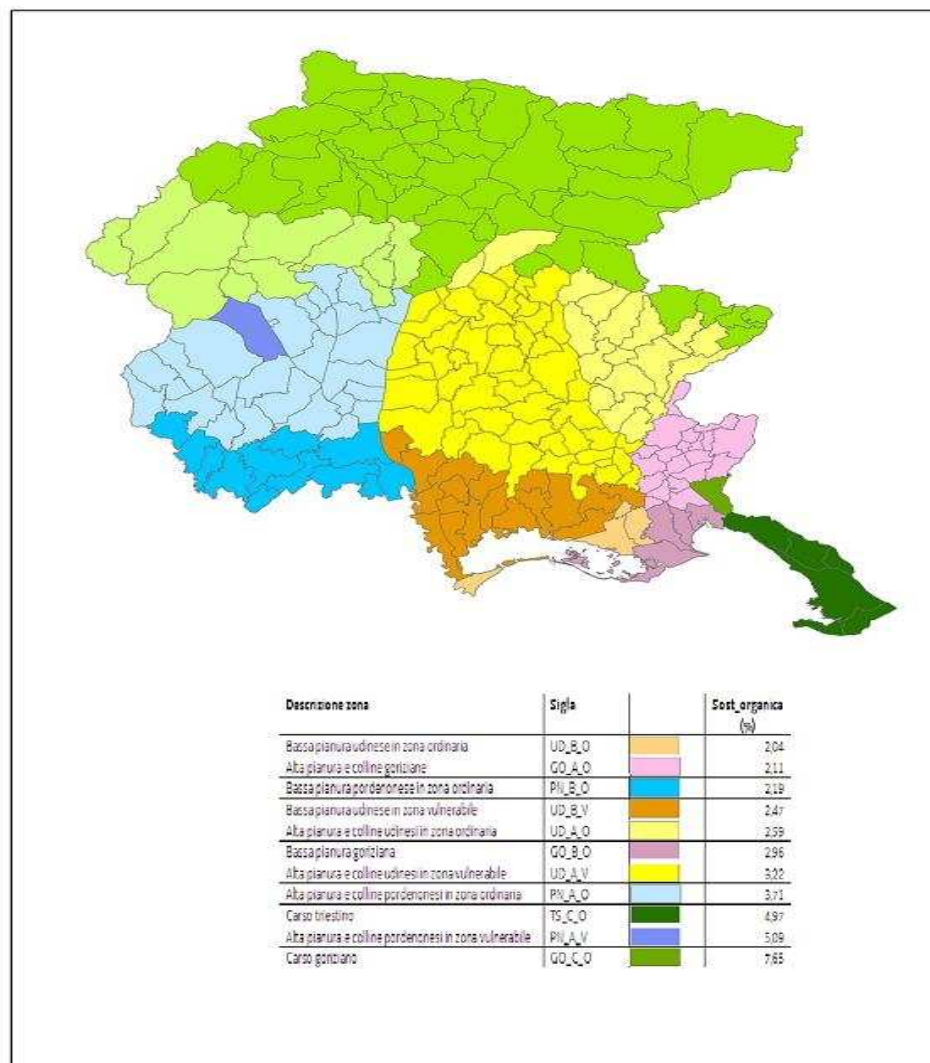 Descrizione zona Sigla Sost_organica
(%)
Bassa pianura udinese in zona ordinaria UD_B_O 2,04
Alta pianura e colline goriziane GO_A_O 2,11
Bassa pianura pordenonese in zona ordinaria PN_B_O 2,19
Bassa pianura udinese in zona vulnerabile UD_B_V 2,47
Alta pianura e colline udinesi in zona ordinaria UD_A_O 2,59
Bassa pianura goriziana GO_B_O 2,96
Alta pianura e colline udinesi in zona vulnerabile UD_A_V 3,22
Alta pianura e colline pordenonesi in zona ordinaria PN_A_O 3,71
Carso triestino TS_C_O 4,97
Alta pianura e colline pordenonesi in zona vulnerabile PN_A_V 5,09
Carso goriziano GO_C_O 7,65